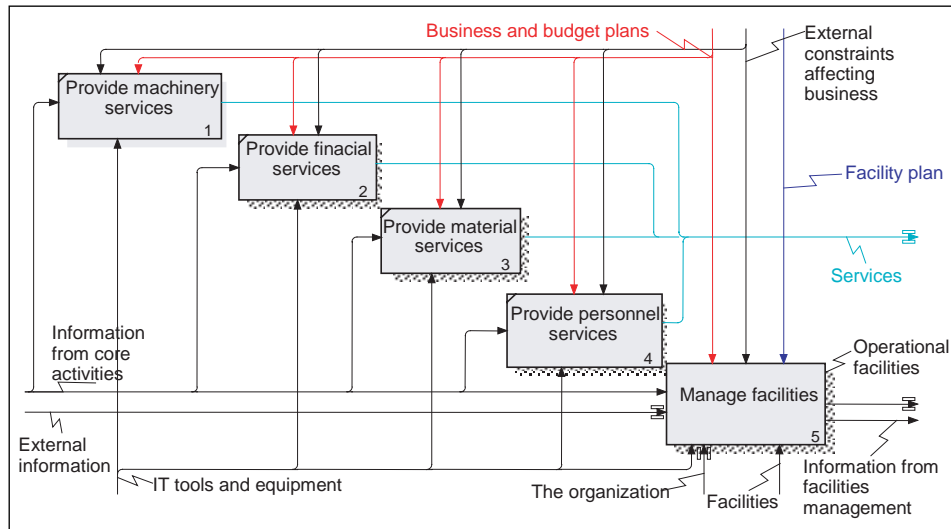 Business and budget plans
External
constraints
affecting
business
Provide machinery
services
1
Provide finacial
services
2
Facility plan
Provide material
services
3
Services
Provide personnel
services
4
Information
from core
activities
Operational
facilities
Manage facilities
5
External
information
IT tools and equipment
The organization
Facilities
Information from
facilities
management